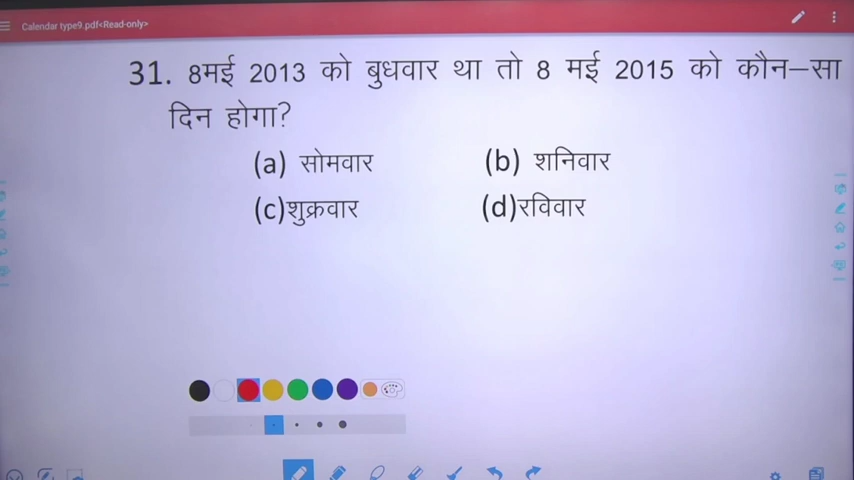 Calendar type9.pdf<Read-only>
31. 8मई 2013 को बुधवार था तो 8 मई 2015 को कौन–सा
दिन होगा?
(a) सोमवार (b) शनिवार
(c)शुक्रवार (d)रविवार